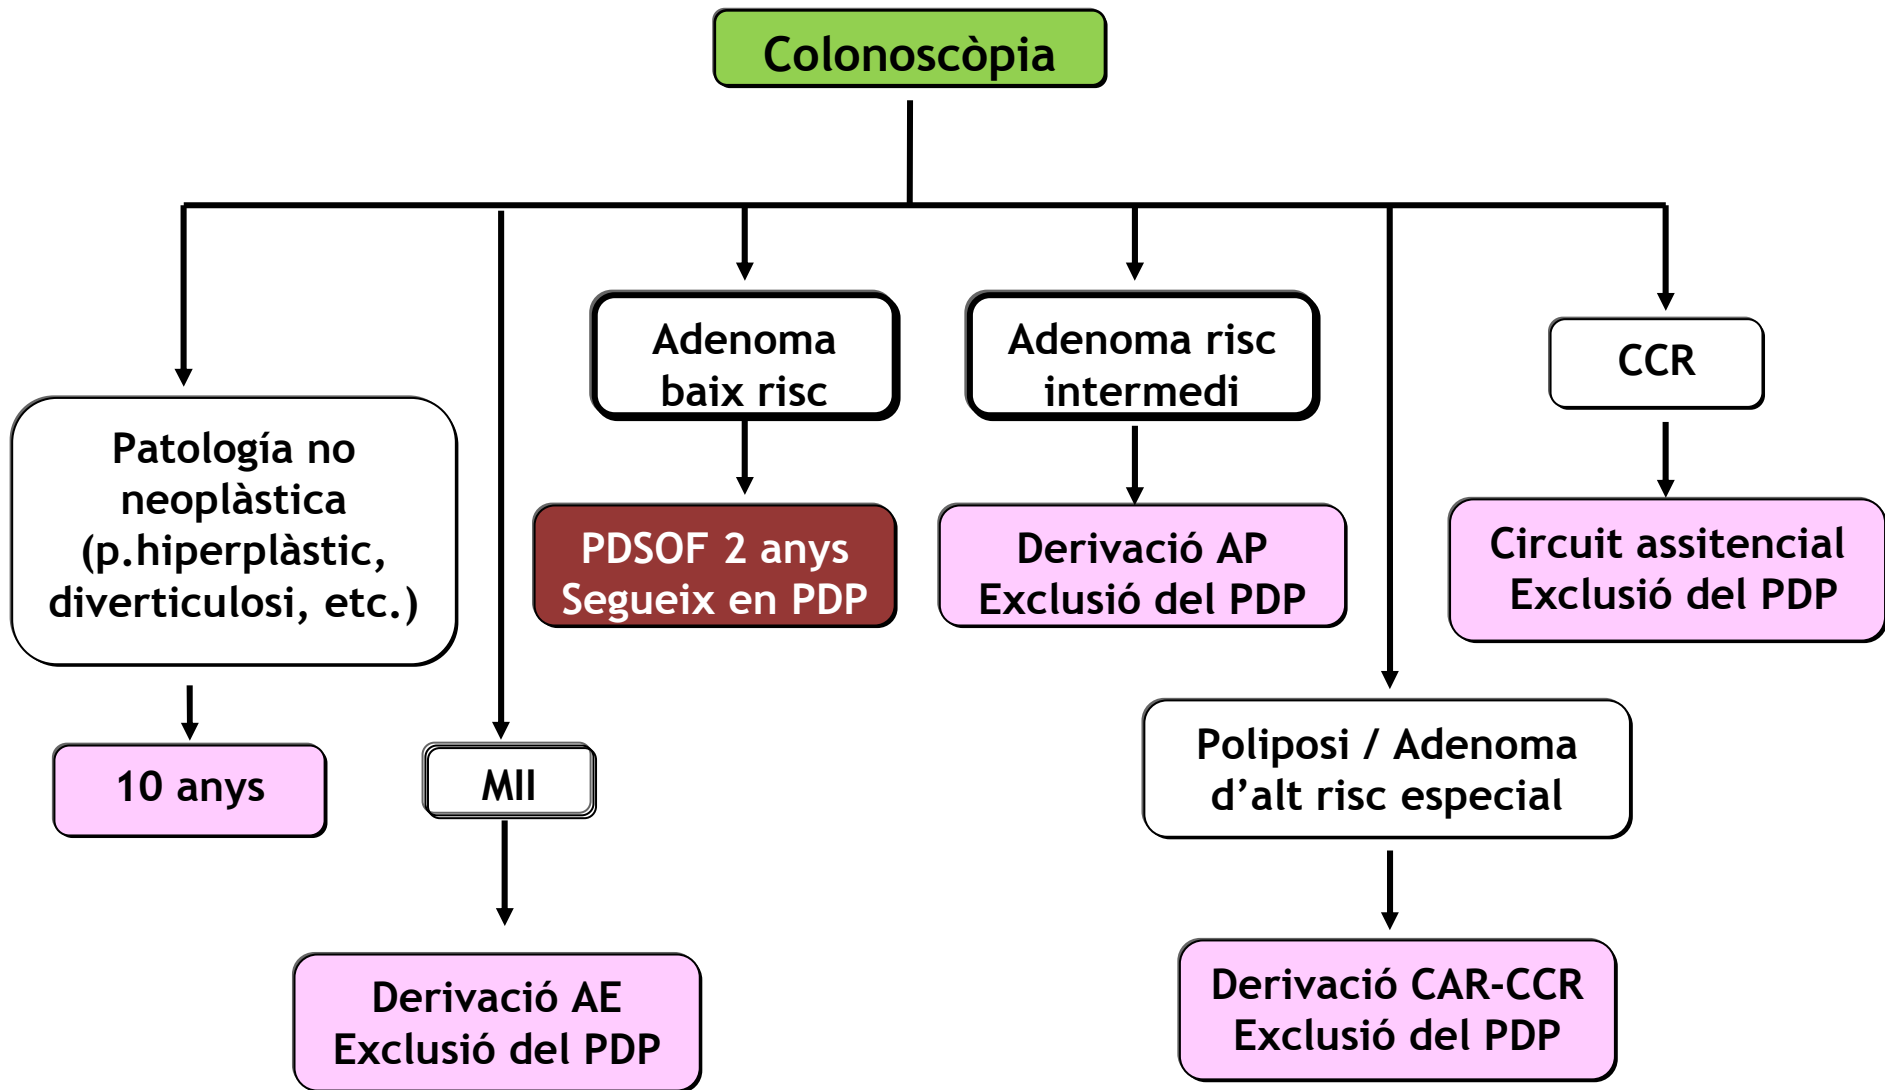 Colonoscòpia
Patología no
neoplàstica
(p.hiperplàstic,
diverticulosi, etc.)
10 anys
MII
Derivació AE
Exclusió del PDP
Adenoma
baix risc
PDSOF 2 anys
Segueix en PDP
Adenoma risc
intermedi
Derivació AP
Exclusió del PDP
Poliposi / Adenoma
d’alt risc especial
Derivació CAR-CCR
Exclusió del PDP
CCR
Circuit assitencial
Exclusió del PDP